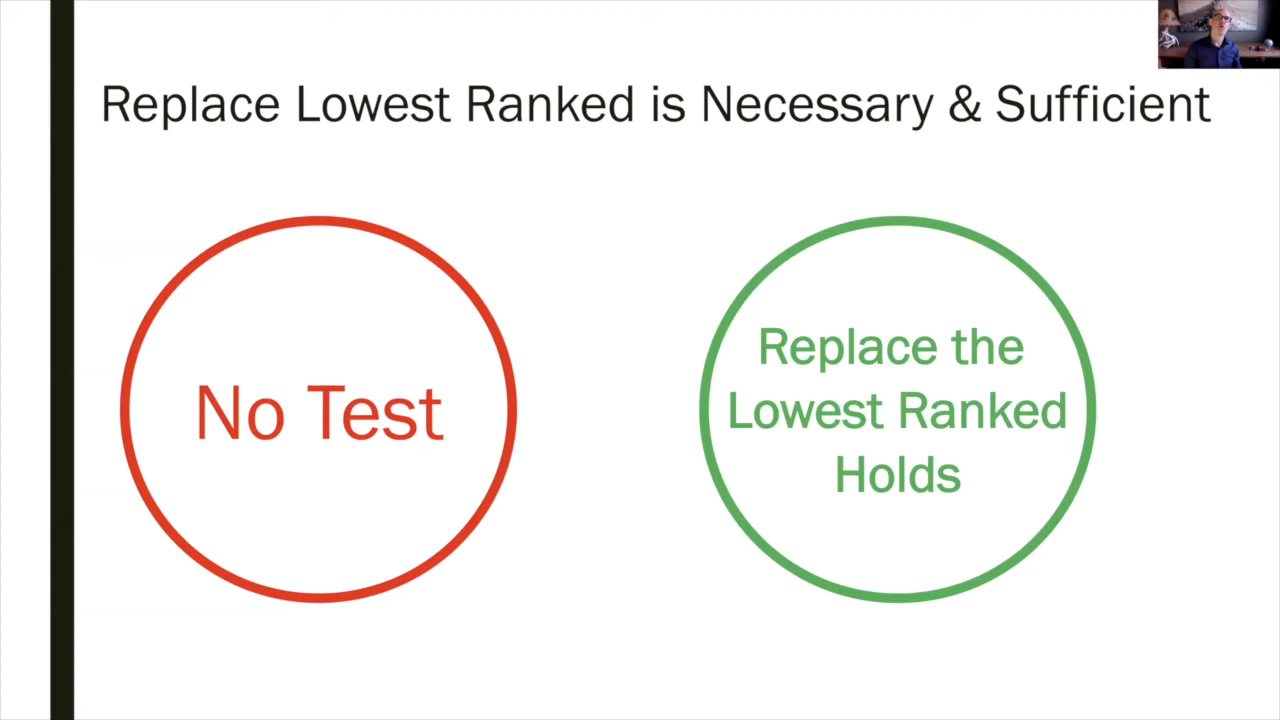 Replace Lowest Ranked is Necessary & Sufficient
No Test
Replace the
Lowest Ranked
Holds